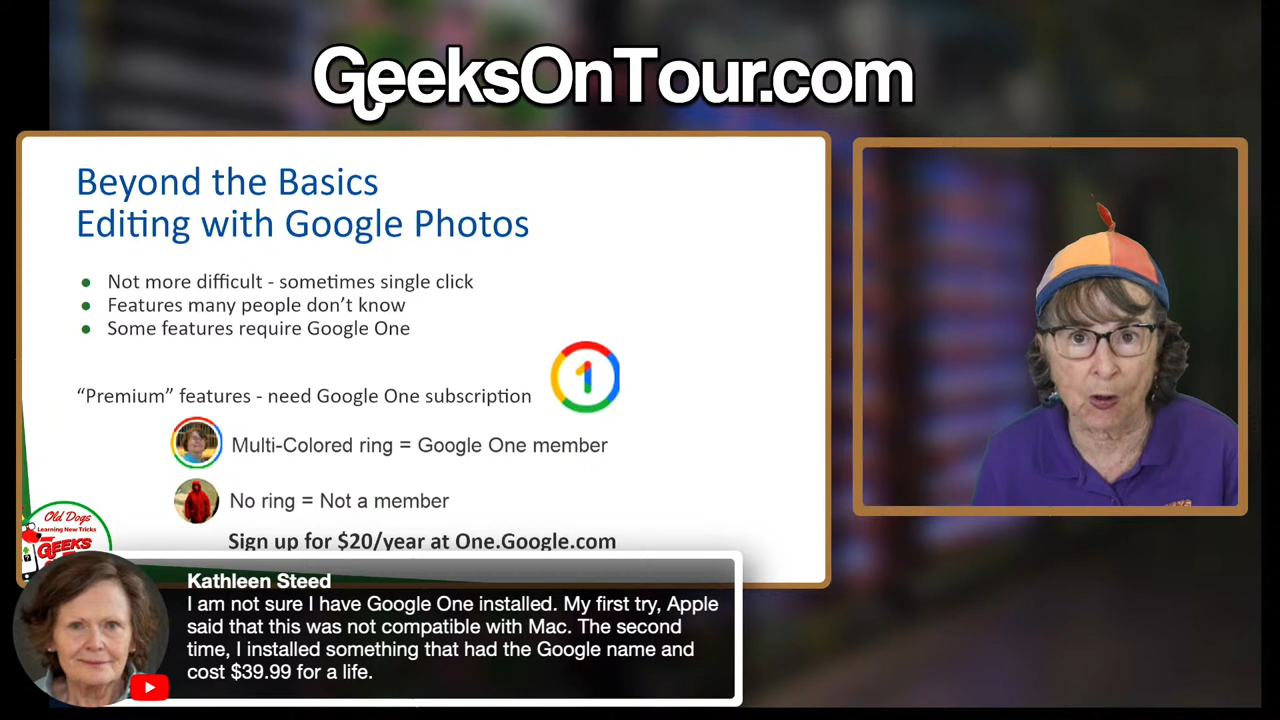 GeeksOnTour.com
Beyond the Basics
Editing with Google Photos
Not more difficult - sometimes single click
Features many people don't know
Some features require Google One
“Premium” features - need Google One subscription
1
Multi-Colored ring = Google One member
No ring = Not a member
Sign up for $20/year at One.Google.com
Old Dogs
Learning New Tricks
GEEKS
Kathleen Steed
I am not sure I have Google One installed. My first try, Apple
said that this was not compatible with Mac. The second
time, I installed something that had the Google name and
cost $39.99 for a life.